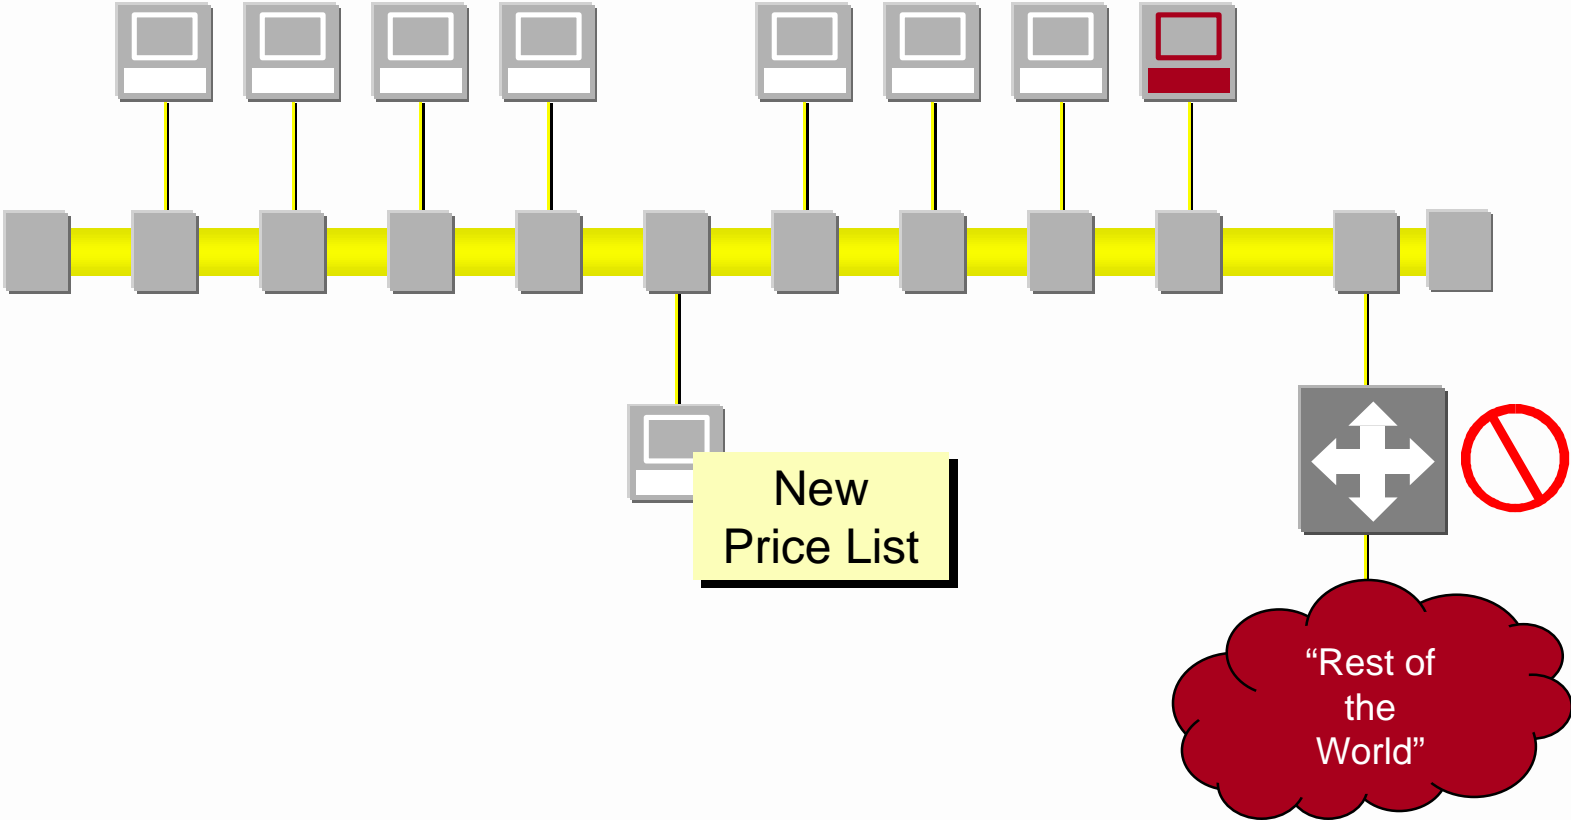 New
Price List
“Rest of
the
World”